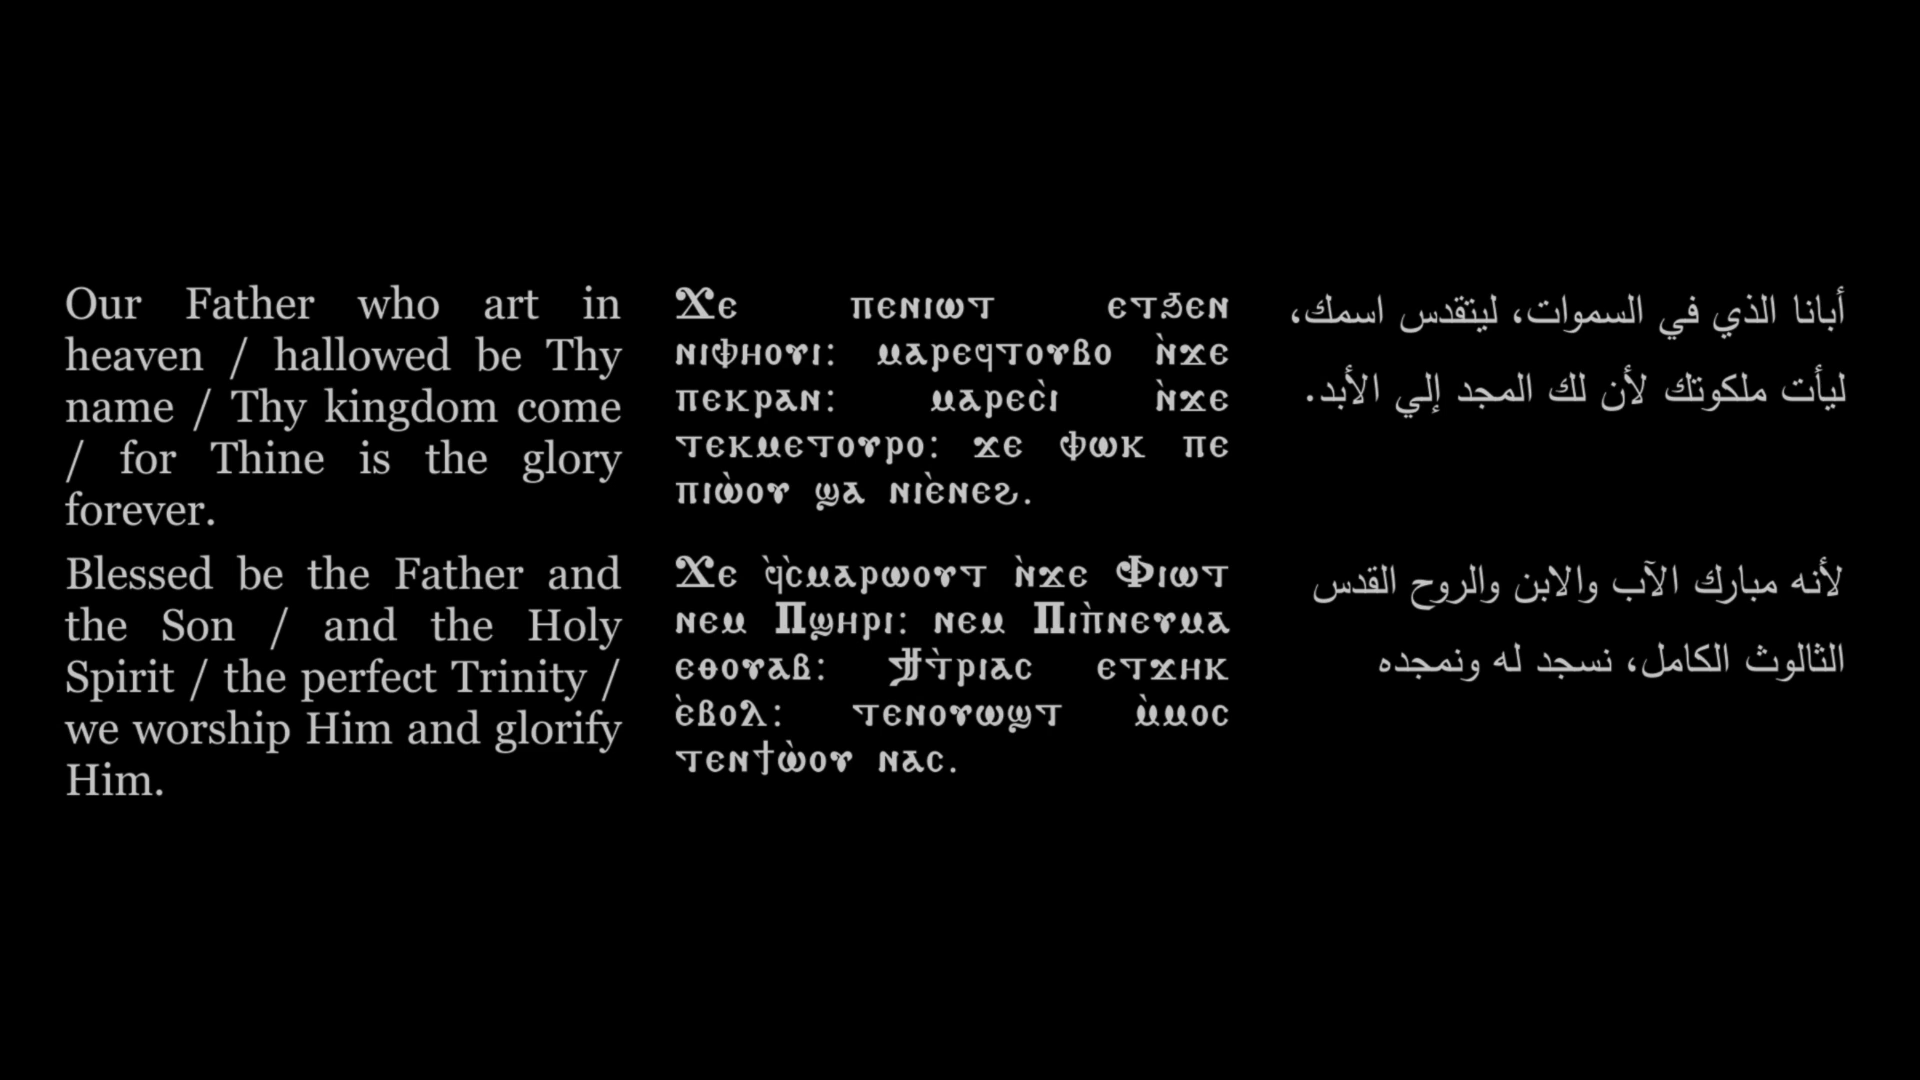 Our Father who art in
heaven / hallowed be Thy
name / Thy kingdom come
/ for Thine is the glory
forever.
Ϫⲉ ⲡⲉⲛⲓⲱⲧ ⲉⲧϧⲉⲛ
ⲛⲓⲫⲏⲟⲩⲓ: ⲙⲁⲣⲉϥⲧⲟⲩⲃⲟ ⲛ̀ϫⲉ
ⲡⲉⲕⲣⲁⲛ: ⲙⲁⲣⲉⲥ̀ⲓ ⲛ̀ϫⲉ
ⲧⲉⲕⲙⲉⲧⲟⲩⲣⲟ: ϫⲉ ⲫⲱⲕ ⲡⲉ
ⲡⲓⲱ̀ⲟⲩ ϣⲁ ⲛⲓⲉ̀ⲛⲉϩ.
أبانا الذي في السموات، ليتقدس اسمك،
ليأت ملكوتك لأن لك المجد إلي الأبد.
Blessed be the Father and
the Son / and the Holy
Spirit / the perfect Trinity /
we worship Him and glorify
Him.
Ϫⲉ ϥ̀ⲥ̀ⲙⲁⲣⲱⲟⲩⲧ ⲛ̀ϫⲉ Ⲫⲓⲱⲧ
ⲛⲉⲙ Ⲡϣⲏⲣⲓ: ⲛⲉⲙ Ⲡⲓⲡ̀ⲛⲉⲩⲙⲁ
ⲉⲑⲟⲩⲁⲃ: Ϯⲧ̀ⲣⲓⲁⲥ ⲉⲧϫⲏⲕ
ⲉ̀ⲃⲟⲗ: ⲧⲉⲛⲟⲩⲱϣⲧ ⲙ̀ⲙⲟⲥ
ⲧⲉⲛϯⲱ̀ⲟⲩ ⲛⲁⲥ.
لأنه مبارك الآب والابن والروح القدس
الثالوث الكامل، نسجد له ونمجده